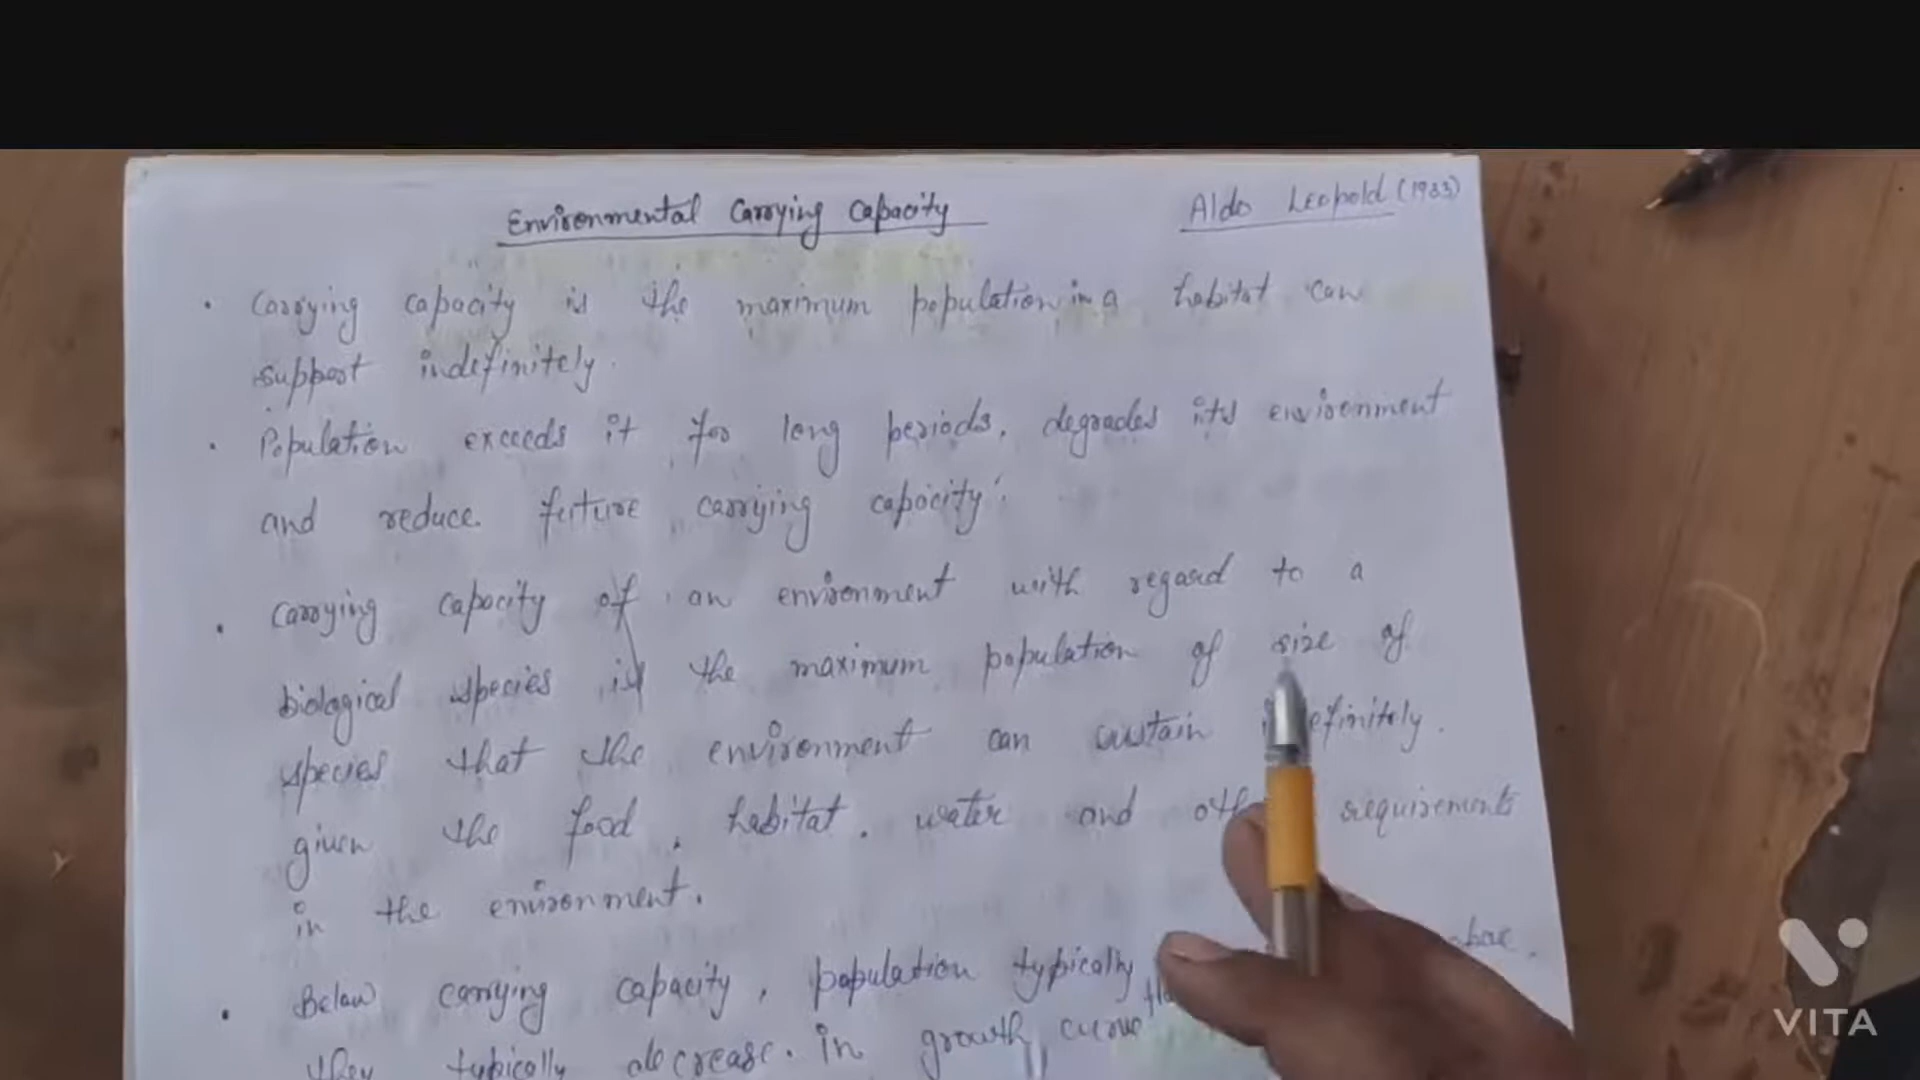 Environmental Carrying Capacity
Aldo Leopold (1933)
• Carrying capacity is the maximum population in a habitat can
support indefinitely.
• Population exceeds it for long periods, degrades its environment
and reduce future carrying capacity.
• Carrying capacity of an environment with regard to a
biological species is the maximum population of size of
species that the environment can sustain efinitely.
given the food, habitat, water and oth requirements
in the environment.
• Below carrying capacity, population typically
they typically decrease. in growth curve
VITA